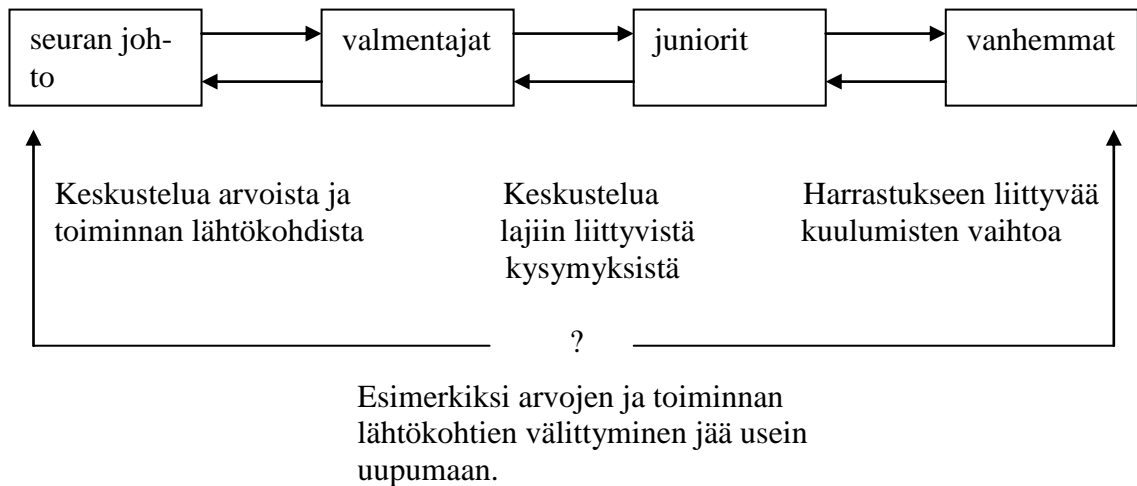 seuran joh-
to
valmentajat
juniorit
vanhemmat
Keskustelua arvoista ja
toiminnan lähtökohdista
Keskustelua
lajiin liittyvistä
kysymyksistä
Harrastukseen liittyvää
kuulumisten vaihtoa
?
Esimerkiksi arvojen ja toiminnan
lähtökohtien välittyminen jää usein
uupumaan.